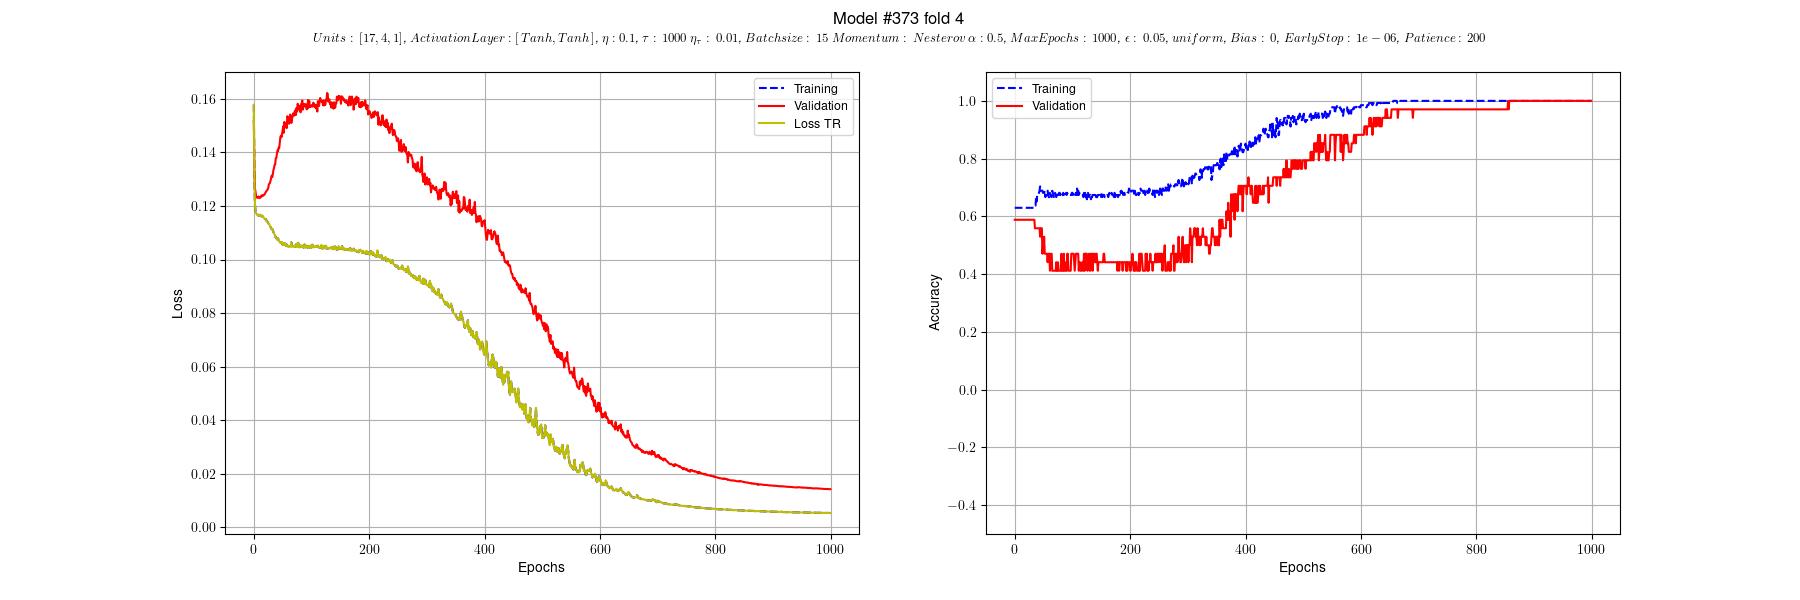 Model #373 fold 4
Units : [17, 4, 1], ActivationLayer : [Tanh, Tanh], η : 0.1, τ : 1000 ητ : 0.01, Batchsize : 15 Momentum : Nesterov α : 0.5, MaxEpochs : 1000, ϵ : 0.05, uniform, Bias : 0, EarlyStop : 1e − 06, Patience : 200
Training
Validation
Loss TR
0.16
0.14
0.12
0.10
0.08
0.06
0.04
0.02
0.00
Loss
0 200 400 600 800 1000
Epochs
Training
Validation
1.0
0.8
0.6
0.4
0.2
0.0
−0.2
−0.4
Accuracy
0 200 400 600 800 1000
Epochs